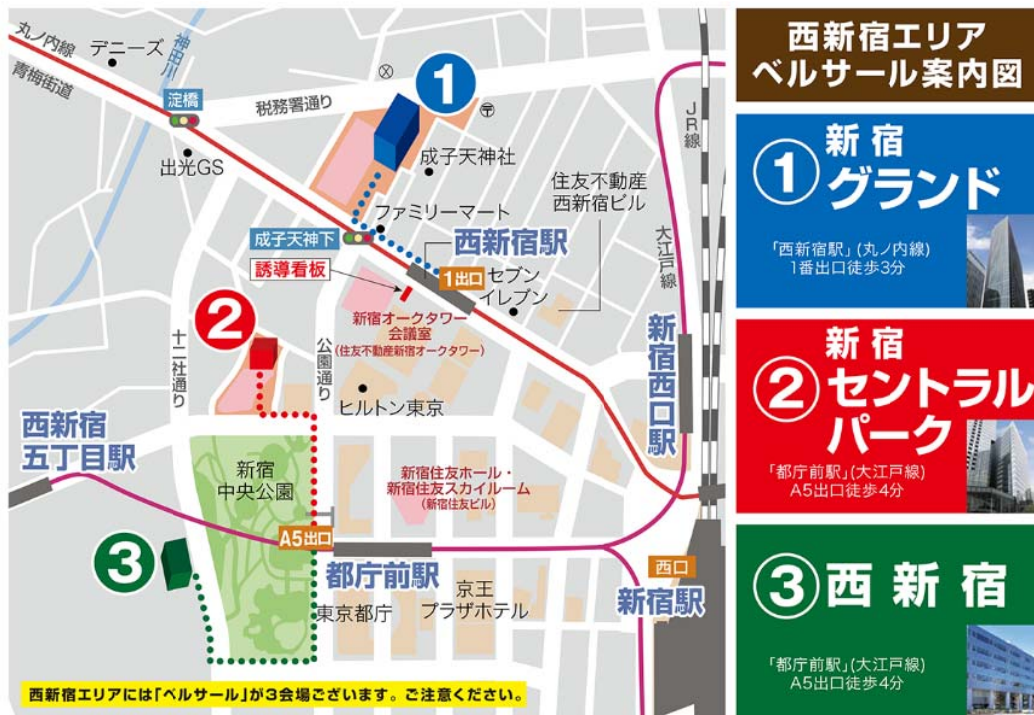 丸ノ内線
デニーズ
神田川
青梅街道
淀橋
税務署通り
出光GS
1
〒
成子天神社
JR線
住友不動産
西新宿ビル
ファミリーマート
成子天神下
西新宿駅
大江戸線
誘導看板
1出口
セブン
イレブン
新宿オークタワー
会議室
(住友不動産新宿オークタワー)
2
十二社通り
公園通り
新宿西口駅
ヒルトン東京
西新宿
五丁目駅
新宿
中央公園
新宿住友ホール・
新宿住友スカイルーム
(新宿住友ビル)
A5出口
3
都庁前駅
西口
新宿駅
東京都庁
京王
プラザホテル
西新宿エリアには「ベルサール」が3会場ございます。ご注意ください。
西新宿エリア
ベルサール案内図
① 新宿
グランド
「西新宿駅」(丸ノ内線)
1番出口徒歩3分
② 新宿
セントラル
パーク
「都庁前駅」(大江戸線)
A5出口徒歩4分
③ 西新宿
「都庁前駅」(大江戸線)
A5出口徒歩4分